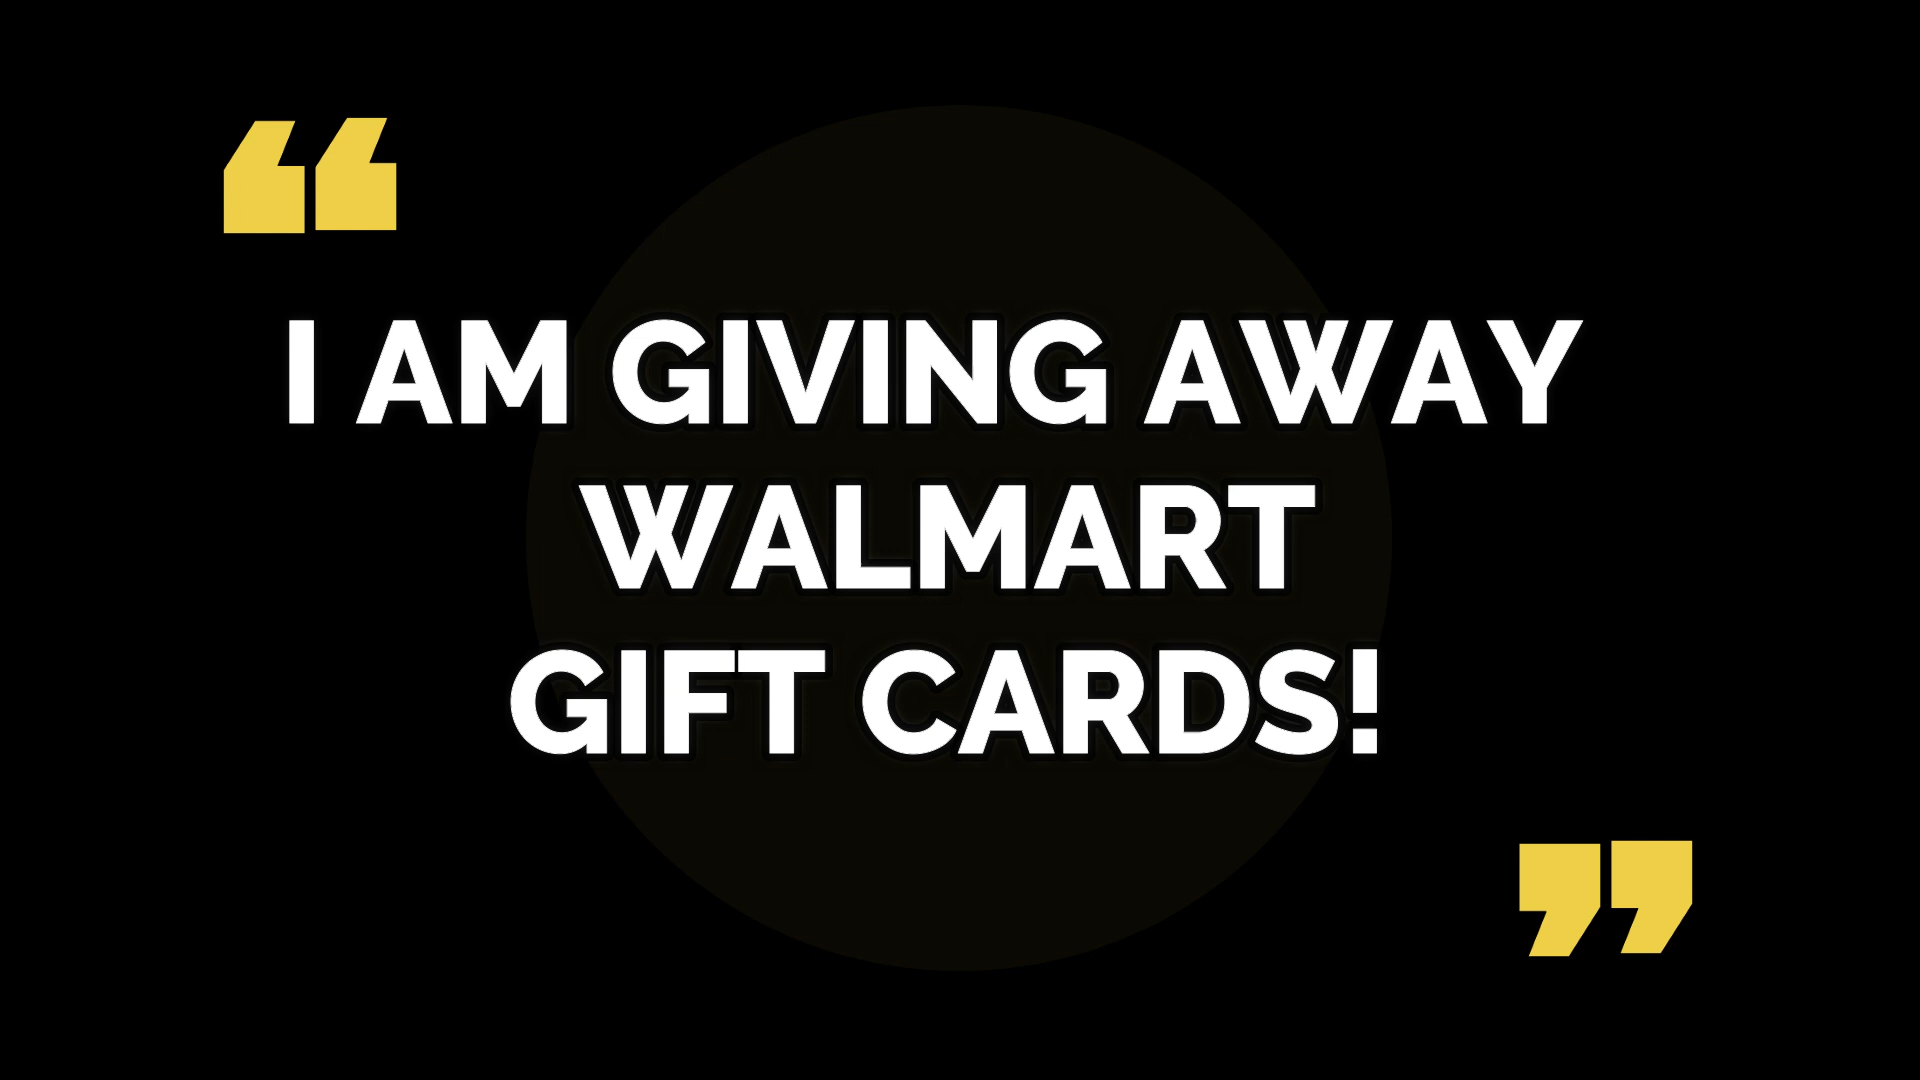 “
I AM GIVING AWAY
WALMART
GIFT CARDS!
”